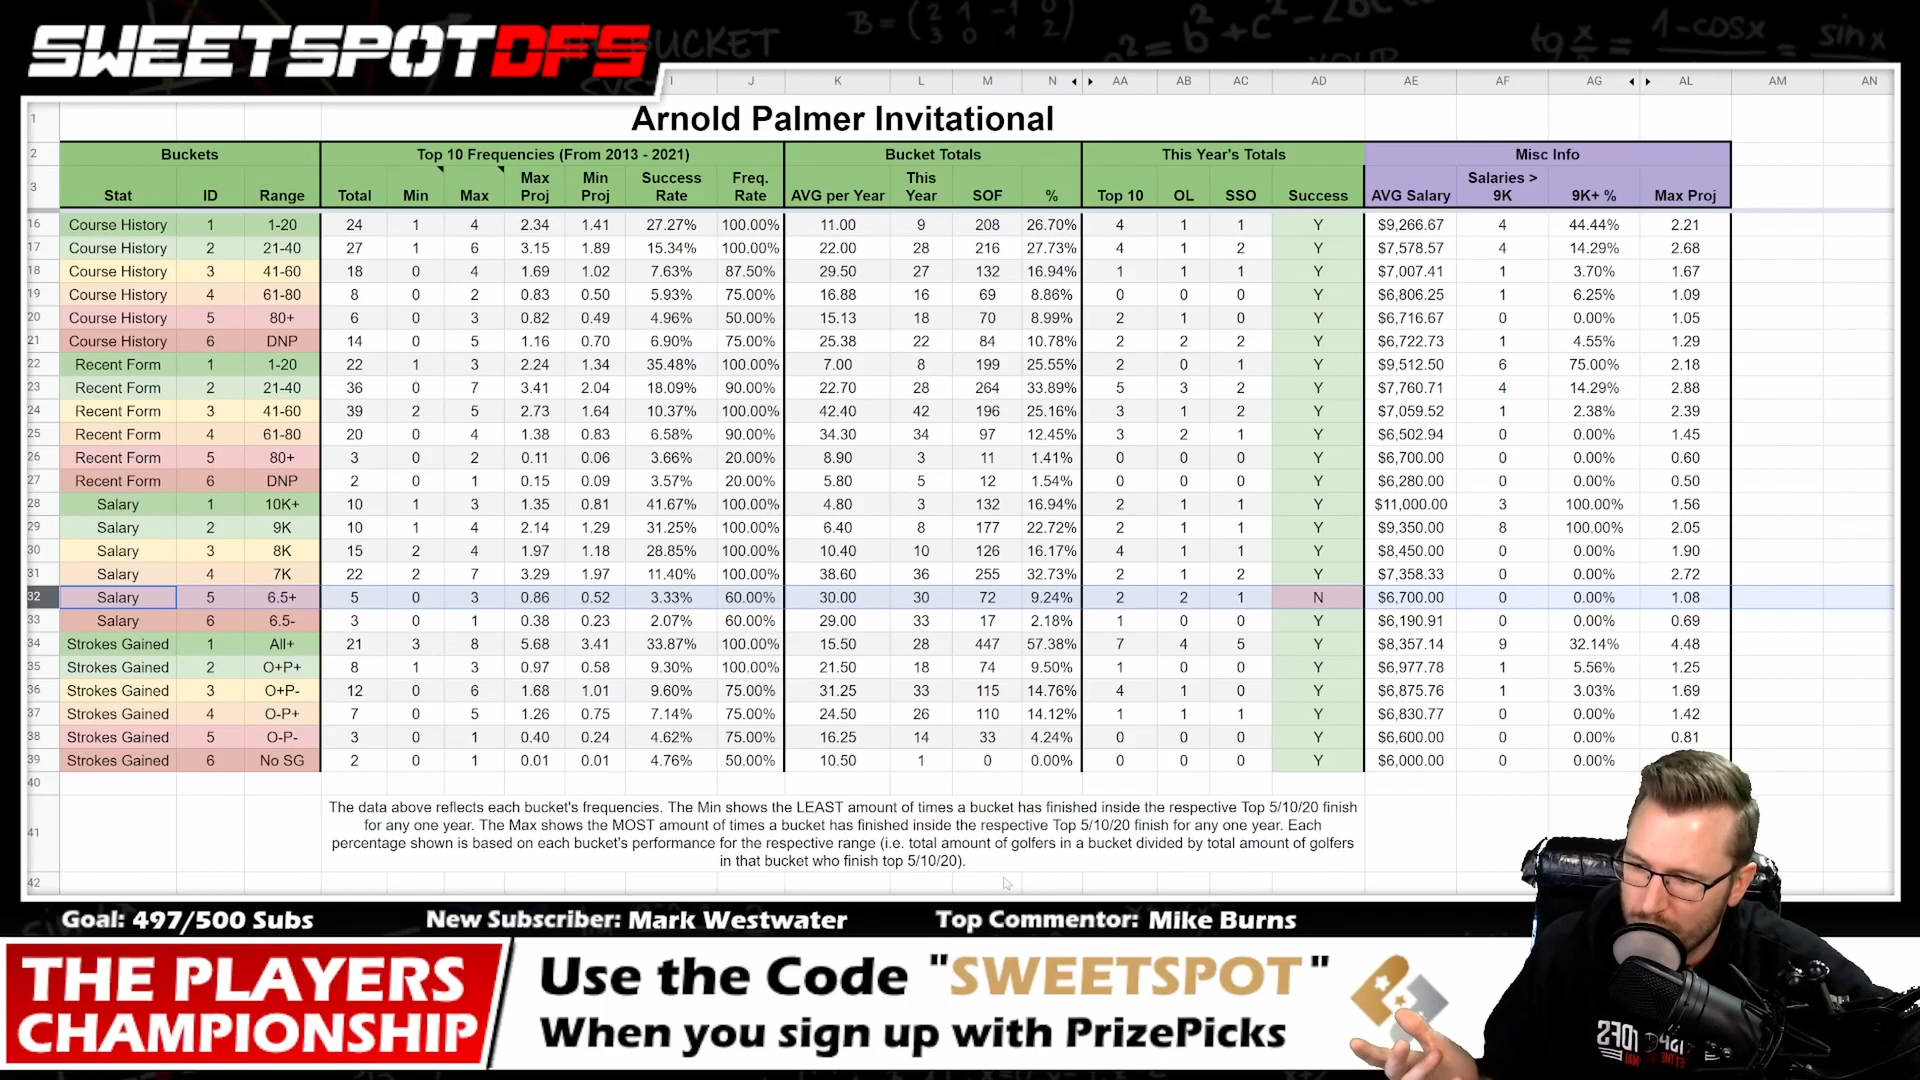 SWEETSPOTDFS
I J K L M N AA AB AC AD AE AF AG AL AM AN
1 Arnold Palmer Invitational
2 Buckets Top 10 Frequencies (From 2013 - 2021) Bucket Totals This Year's Totals Misc Info
3 Stat ID Range Total Min Max Max Proj Min Proj Success Rate Freq. Rate AVG per Year This Year SOF % Top 10 OL SSO Success AVG Salary Salaries > 9K 9K+ % Max Proj
16 Course History 1 1-20 24 1 4 2.34 1.41 27.27% 100.00% 11.00 9 208 26.70% 4 1 1 Y $9,266.67 4 44.44% 2.21
17 Course History 2 21-40 27 1 6 3.15 1.89 15.34% 100.00% 22.00 28 216 27.73% 4 1 2 Y $7,578.57 4 14.29% 2.68
18 Course History 3 41-60 18 0 4 1.69 1.02 7.63% 87.50% 29.50 27 132 16.94% 1 1 1 Y $7,007.41 1 3.70% 1.67
19 Course History 4 61-80 8 0 2 0.83 0.50 5.93% 75.00% 16.88 16 69 8.86% 0 0 0 Y $6,806.25 1 6.25% 1.09
20 Course History 5 80+ 6 0 3 0.82 0.49 4.96% 50.00% 15.13 18 70 8.99% 2 1 0 Y $6,716.67 0 0.00% 1.05
21 Course History 6 DNP 14 0 5 1.16 0.70 6.90% 75.00% 25.38 22 84 10.78% 2 2 2 Y $6,722.73 1 4.55% 1.29
22 Recent Form 1 1-20 22 1 3 2.24 1.34 35.48% 100.00% 7.00 8 199 25.55% 2 0 1 Y $9,512.50 6 75.00% 2.18
23 Recent Form 2 21-40 36 0 7 3.41 2.04 18.09% 90.00% 22.70 28 264 33.89% 5 3 2 Y $7,760.71 4 14.29% 2.88
24 Recent Form 3 41-60 39 2 5 2.73 1.64 10.37% 100.00% 42.40 42 196 25.16% 3 1 2 Y $7,059.52 1 2.38% 2.39
25 Recent Form 4 61-80 20 0 4 1.38 0.83 6.58% 90.00% 34.30 34 97 12.45% 3 2 1 Y $6,502.94 0 0.00% 1.45
26 Recent Form 5 80+ 3 0 2 0.11 0.06 3.66% 20.00% 8.90 3 11 1.41% 0 0 0 Y $6,700.00 0 0.00% 0.60
27 Recent Form 6 DNP 2 0 1 0.15 0.09 3.57% 20.00% 5.80 5 12 1.54% 0 0 0 Y $6,280.00 0 0.00% 0.50
28 Salary 1 10K+ 10 1 3 1.35 0.81 41.67% 100.00% 4.80 3 132 16.94% 2 1 1 Y $11,000.00 3 100.00% 1.56
29 Salary 2 9K 10 1 4 2.14 1.29 31.25% 100.00% 6.40 8 177 22.72% 2 1 1 Y $9,350.00 8 100.00% 2.05
30 Salary 3 8K 15 2 4 1.97 1.18 28.85% 100.00% 10.40 10 126 16.17% 4 1 1 Y $8,450.00 0 0.00% 1.90
31 Salary 4 7K 22 2 7 3.29 1.97 11.40% 100.00% 38.60 36 255 32.73% 2 1 2 Y $7,358.33 0 0.00% 2.72
32 Salary 5 6.5+ 5 0 3 0.86 0.52 3.33% 60.00% 30.00 30 72 9.24% 2 2 1 N $6,700.00 0 0.00% 1.08
33 Salary 6 6.5- 3 0 1 0.38 0.23 2.07% 60.00% 29.00 33 17 2.18% 1 0 0 Y $6,190.91 0 0.00% 0.69
34 Strokes Gained 1 All+ 21 3 8 5.68 3.41 33.87% 100.00% 15.50 28 447 57.38% 7 4 5 Y $8,357.14 9 32.14% 4.48
35 Strokes Gained 2 O+P+ 8 1 3 0.97 0.58 9.30% 100.00% 21.50 18 74 9.50% 1 0 0 Y $6,977.78 1 5.56% 1.25
36 Strokes Gained 3 O+P- 12 0 6 1.68 1.01 9.60% 75.00% 31.25 33 115 14.76% 4 1 0 Y $6,875.76 1 3.03% 1.69
37 Strokes Gained 4 O-P+ 7 0 5 1.26 0.75 7.14% 75.00% 24.50 26 110 14.12% 1 1 1 Y $6,830.77 0 0.00% 1.42
38 Strokes Gained 5 O-P- 3 0 1 0.40 0.24 4.62% 75.00% 16.25 14 33 4.24% 0 0 0 Y $6,600.00 0 0.00% 0.81
39 Strokes Gained 6 No SG 2 0 1 0.01 0.01 4.76% 50.00% 10.50 1 0 0.00% 0 0 0 Y $6,000.00 0 0.00%
40
The data above reflects each bucket's frequencies. The Min shows the LEAST amount of times a bucket has finished inside the respective Top 5/10/20 finish
41 for any one year. The Max shows the MOST amount of times a bucket has finished inside the respective Top 5/10/20 finish for any one year. Each
percentage shown is based on each bucket's performance for the respective range (i.e. total amount of golfers in a bucket divided by total amount of golfers
in that bucket who finish top 5/10/20).
42
Goal: 497/500 Subs New Subscriber: Mark Westwater Top Commentor: Mike Burns
THE PLAYERS
CHAMPIONSHIP
Use the Code "SWEETSPOT"
When you sign up with PrizePicks